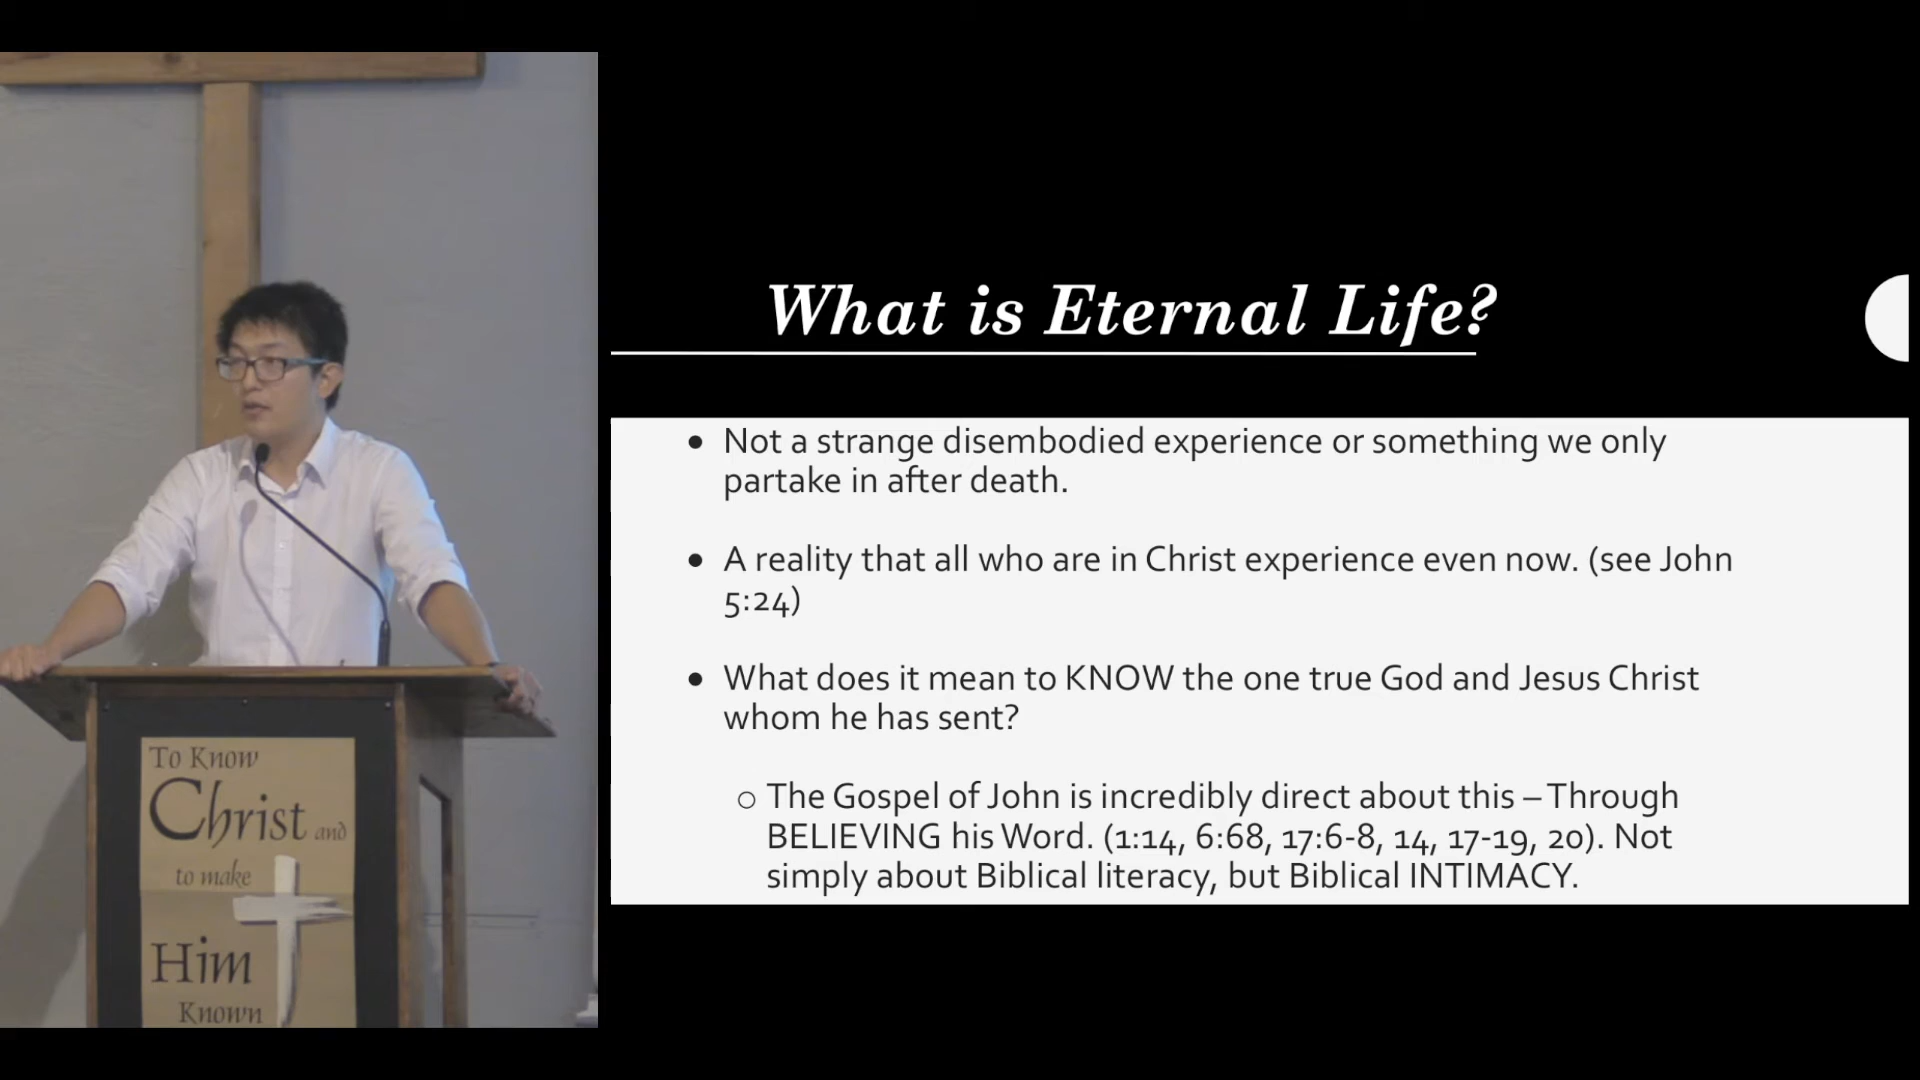 What is Eternal Life?
• Not a strange disembodied experience or something we only
partake in after death.
• A reality that all who are in Christ experience even now. (see John
5:24)
• What does it mean to KNOW the one true God and Jesus Christ
whom he has sent?
o The Gospel of John is incredibly direct about this – Through
BELIEVING his Word. (1:14, 6:68, 17:6-8, 14, 17-19, 20). Not
simply about Biblical literacy, but Biblical INTIMACY.
To Know
Christ and
to make
Him
Known